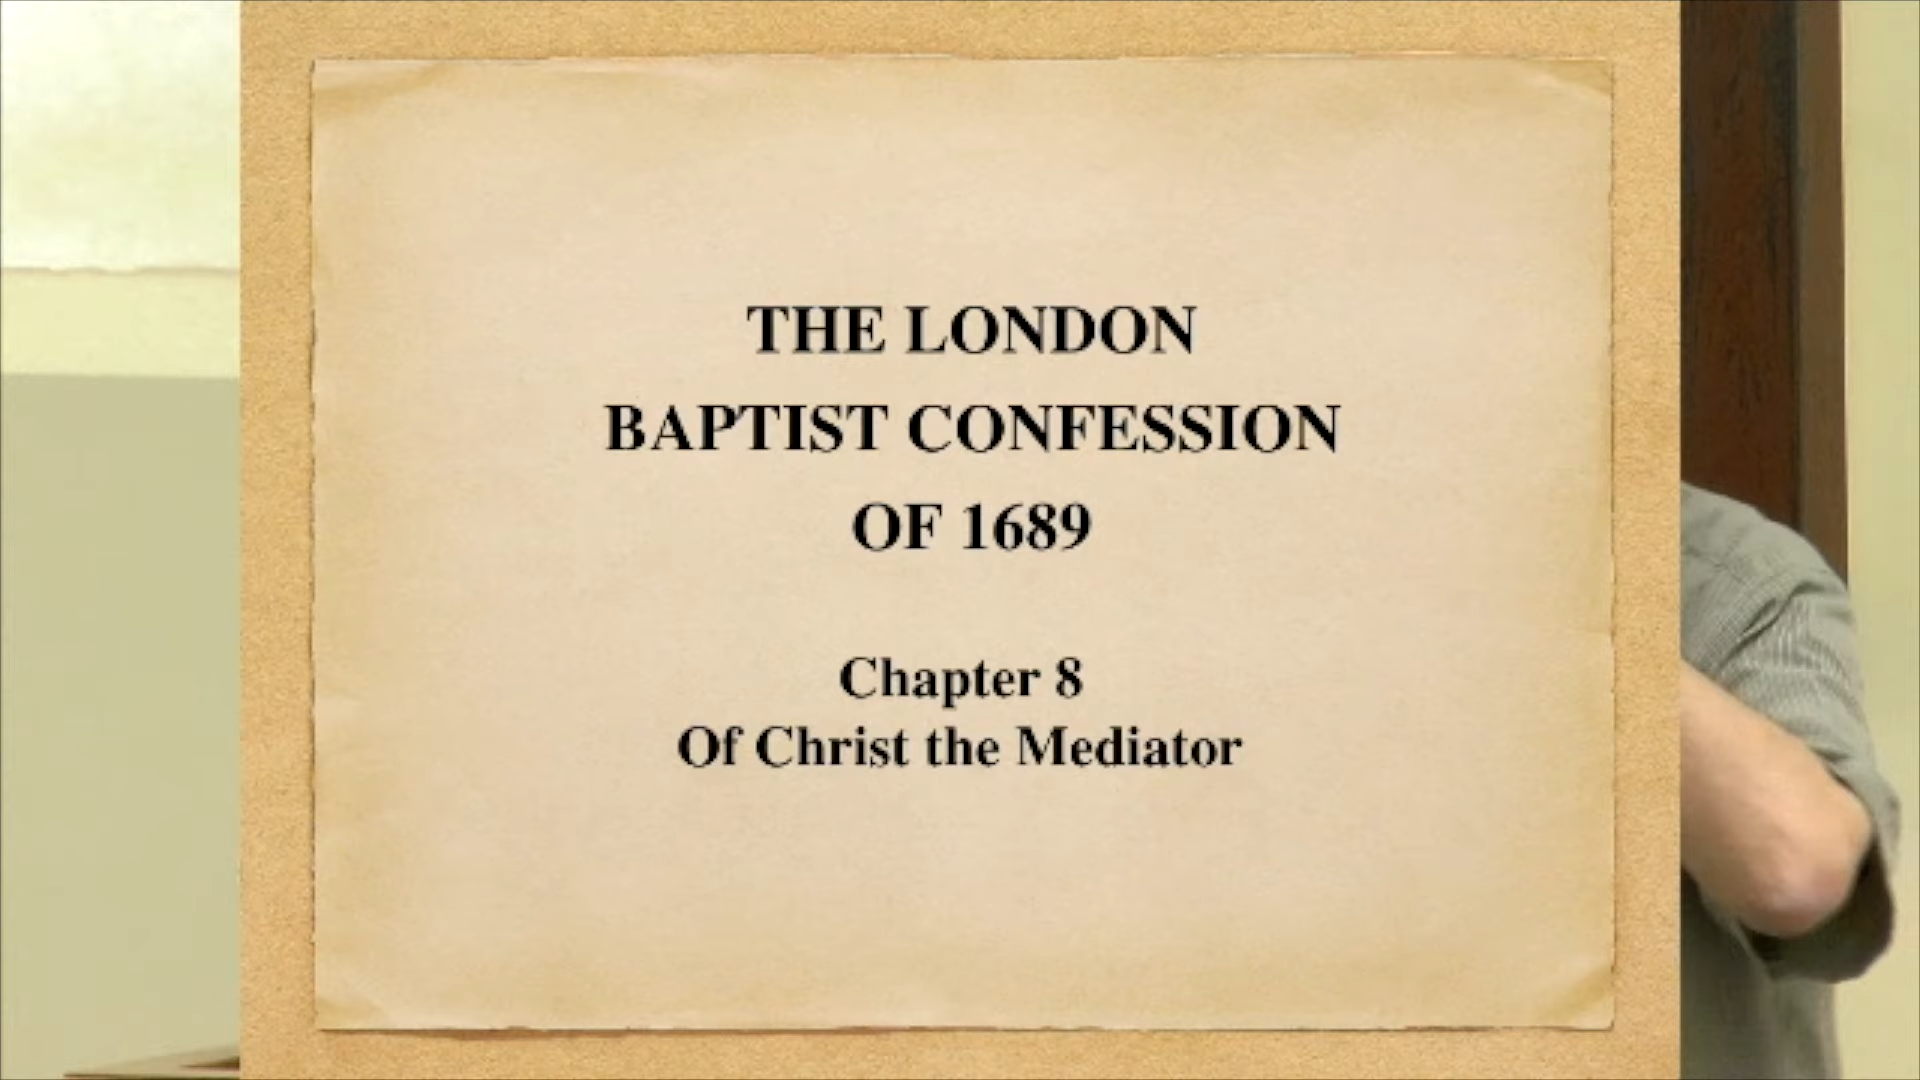 THE LONDON
BAPTIST CONFESSION
OF 1689
Chapter 8
Of Christ the Mediator